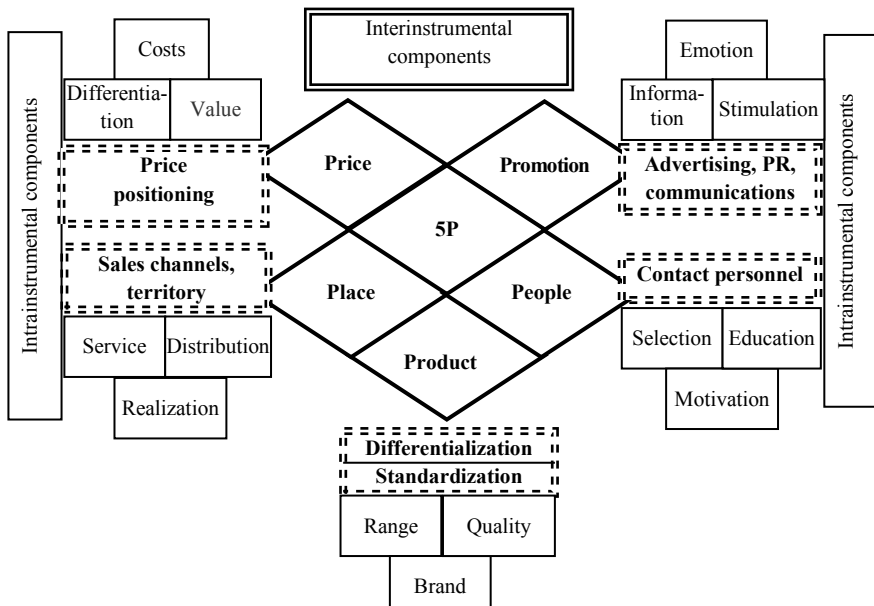 Interinstrumental
components
Intrainstrumental components
Costs
Differentia-
tion
Value
Price
positioning
Sales channels,
territory
Service
Distribution
Realization
Price
Promotion
5P
Place
People
Product
Differentialization
Standardization
Range
Quality
Brand
Emotion
Informa-
tion
Stimulation
Advertising, PR,
communications
Contact personnel
Selection
Education
Motivation
Intrainstrumental components